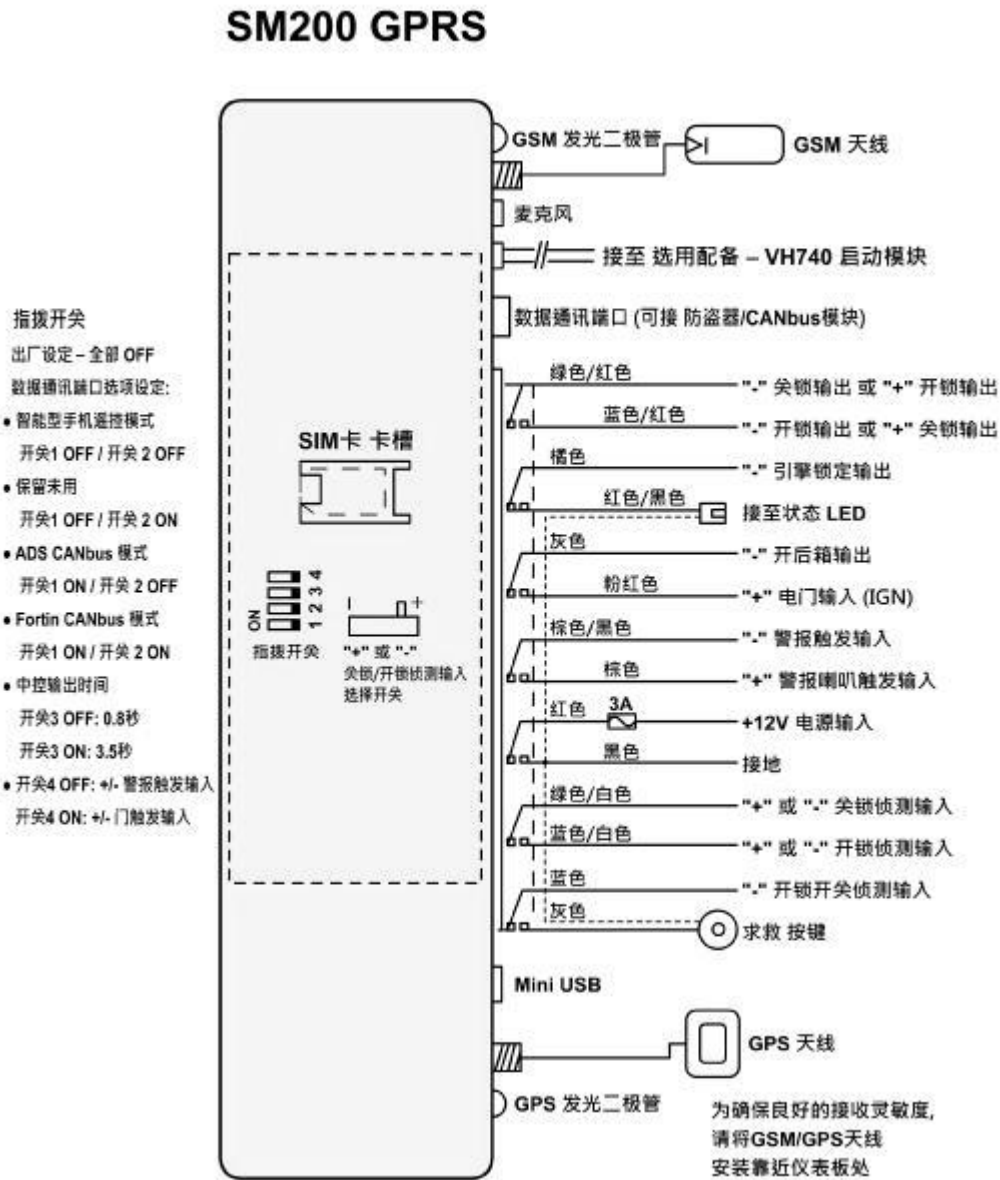 SM200 GPRS
GSM 发光二极管
GSM 天线
麦克风
接至 选用配备 – VH740 启动模块
数据通讯端口 (可接 防盗器/CANbus模块)
指拨开关
出厂设定 – 全部 OFF
数据通讯端口选项设定:
• 智能型手机遥控模式
开关1 OFF / 开关 2 OFF
• 保留未用
开关1 OFF / 开关 2 ON
• ADS CANbus 模式
开关1 ON / 开关 2 OFF
• Fortin CANbus 模式
开关1 ON / 开关 2 ON
• 中控输出时间
开关3 OFF: 0.8秒
开关3 ON: 3.5秒
• 开关4 OFF: +/- 警报触发输入
开关4 ON: +/- 门触发输入
SIM卡 卡槽
ON
1 2 3 4
指拨开关
- +
"+" 或 "-"
关锁/开锁侦测输入
选择开关
绿色/红色
"-" 关锁输出 或 "+" 开锁输出
蓝色/红色
"-" 开锁输出 或 "+" 关锁输出
橘色
"-" 引擎锁定输出
红色/黑色
接至状态 LED
灰色
"-" 开后箱输出
粉红色
"+" 电门输入 (IGN)
棕色/黑色
"-" 警报触发输入
棕色
"+" 警报喇叭触发输入
红色
3A
+12V 电源输入
黑色
接地
绿色/白色
"+" 或 "-" 关锁侦测输入
蓝色/白色
"+" 或 "-" 开锁侦测输入
蓝色
"-" 开锁开关侦测输入
灰色
求救 按键
Mini USB
GPS 天线
GPS 发光二极管
为确保良好的接收灵敏度,
请将GSM/GPS天线
安装靠近仪表板处